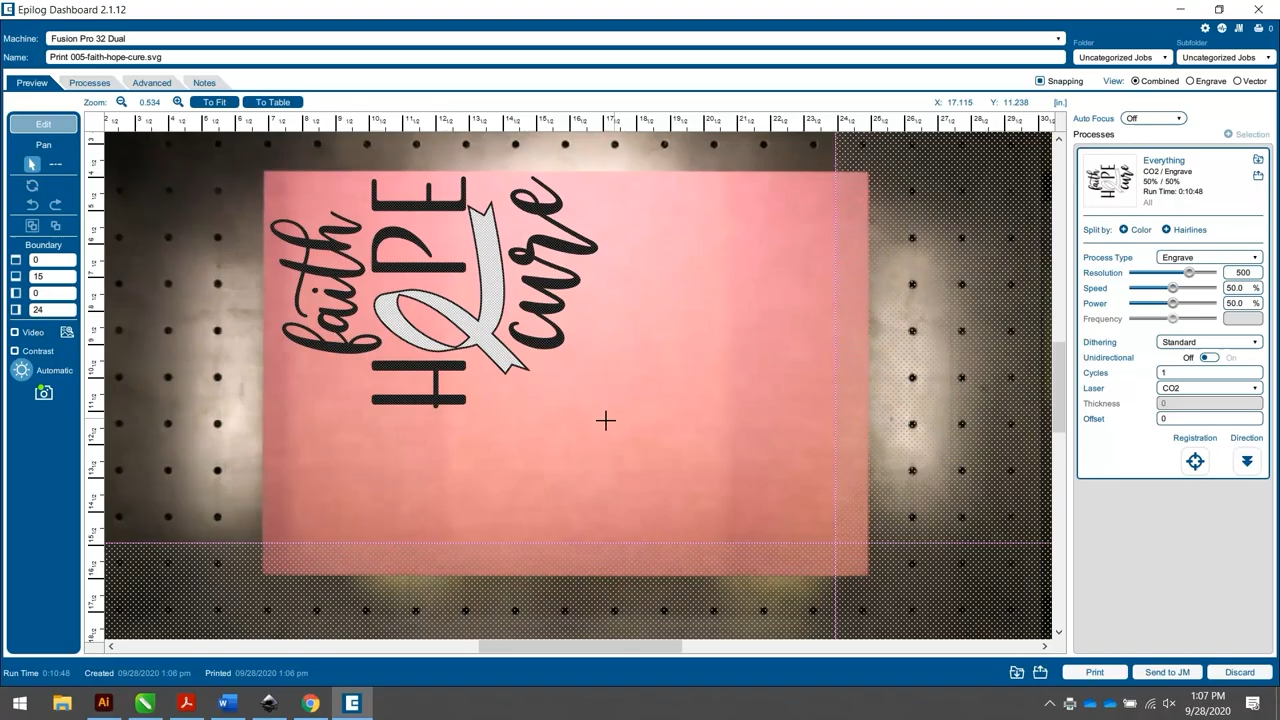 Epilog Dashboard 2.1.12
Machine: Fusion Pro 32 Dual
Name: Print 005-faith-hope-cure.svg
JM 0
Folder Subfolder
Uncategorized Jobs Uncategorized Jobs
Preview Processes Advanced Notes
Snapping View: Combined Engrave Vector
Zoom: 0.534 To Fit To Table X: 17.115 Y: 11.238 [in.]
Edit
Pan
Boundary
0
15
0
24
Video
Contrast
Automatic
faith
HOPE
cure
Auto Focus Off
Processes Selection
Everything
CO2 / Engrave
50% / 50%
Run Time: 0:10:48
All
Split by: Color Hairlines
Process Type Engrave
Resolution 500
Speed 50.0 %
Power 50.0 %
Frequency
Dithering Standard
Unidirectional Off On
Cycles 1
Laser CO2
Thickness 0
Offset 0
Registration Direction
Run Time 0:10:48 Created 09/28/2020 1:06 pm Printed 09/28/2020 1:06 pm
Print Send to JM Discard
1:07 PM
9/28/2020